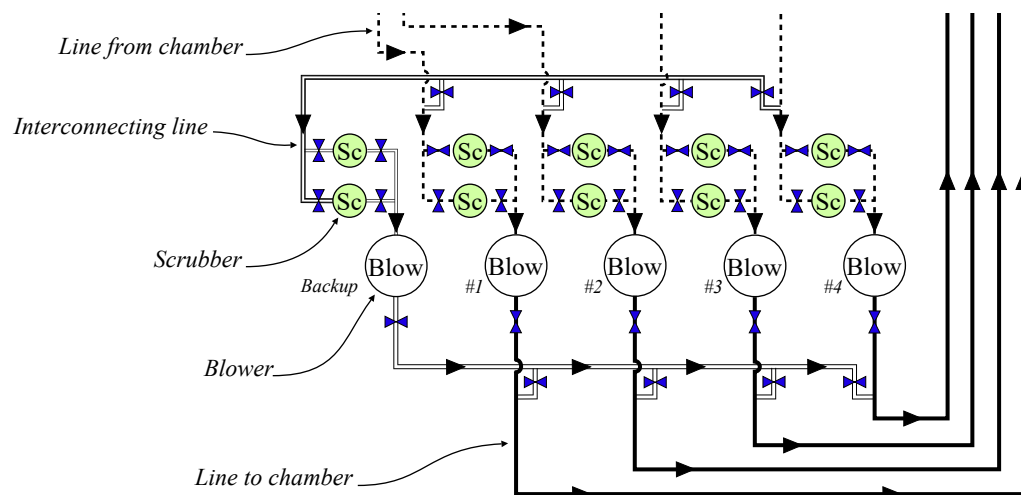 Line from chamber
Interconnecting line
Sc Sc Sc Sc Sc
Sc Sc Sc Sc Sc
Scrubber
Blow Blow Blow Blow Blow
Backup #1 #2 #3 #4
Blower
Line to chamber